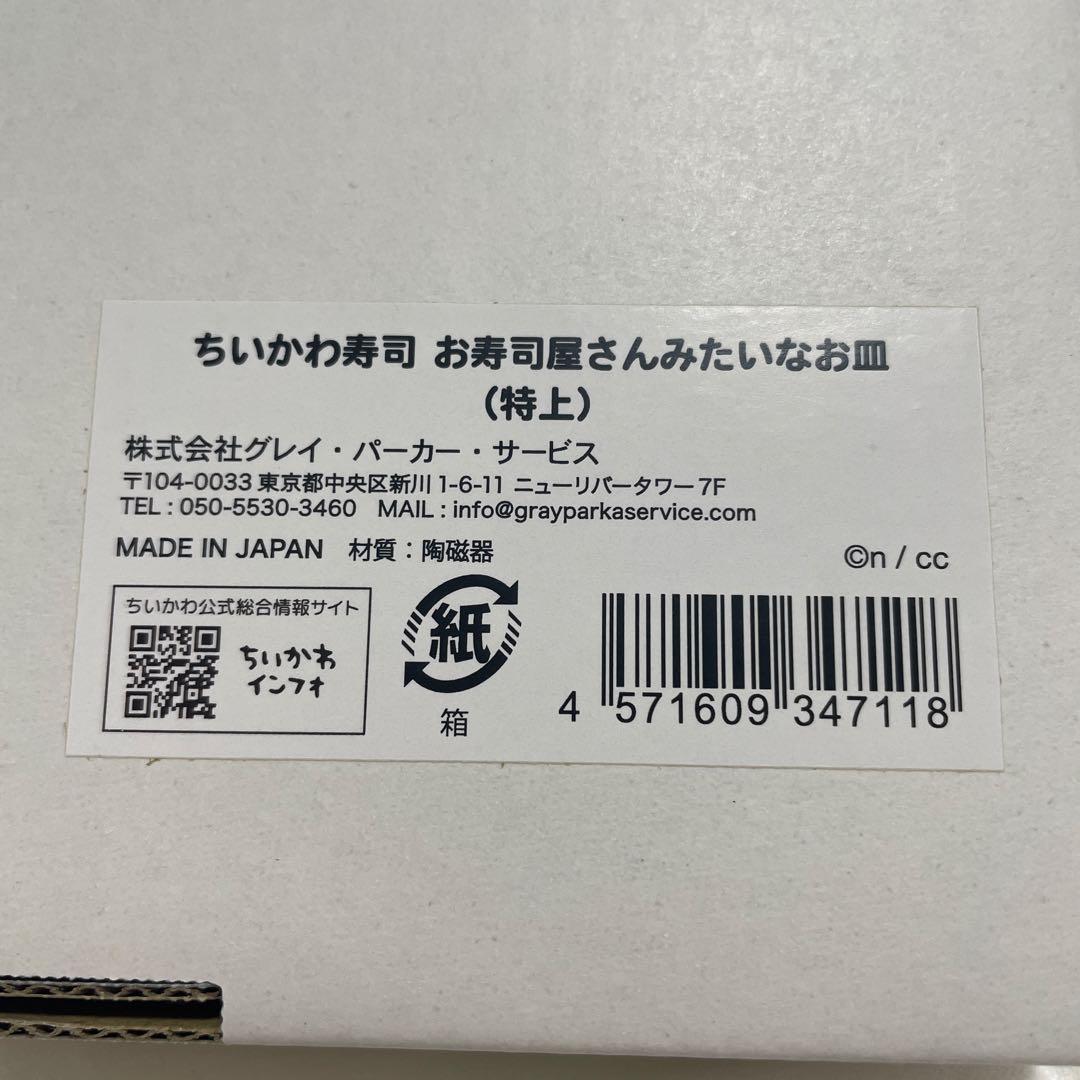 ちいかわ寿司 お寿司屋さんみたいなお皿
（特上）
株式会社グレイ・パーカー・サービス
〒104-0033 東京都中央区新川 1-6-11 ニューリバータワー 7F
TEL : 050-5530-3460 MAIL : info@grayparkaservice.com
MADE IN JAPAN 材質：陶磁器
©n / cc
ちいかわ公式総合情報サイト
ちいかわ
インフォ
紙
箱
4 571609 347118